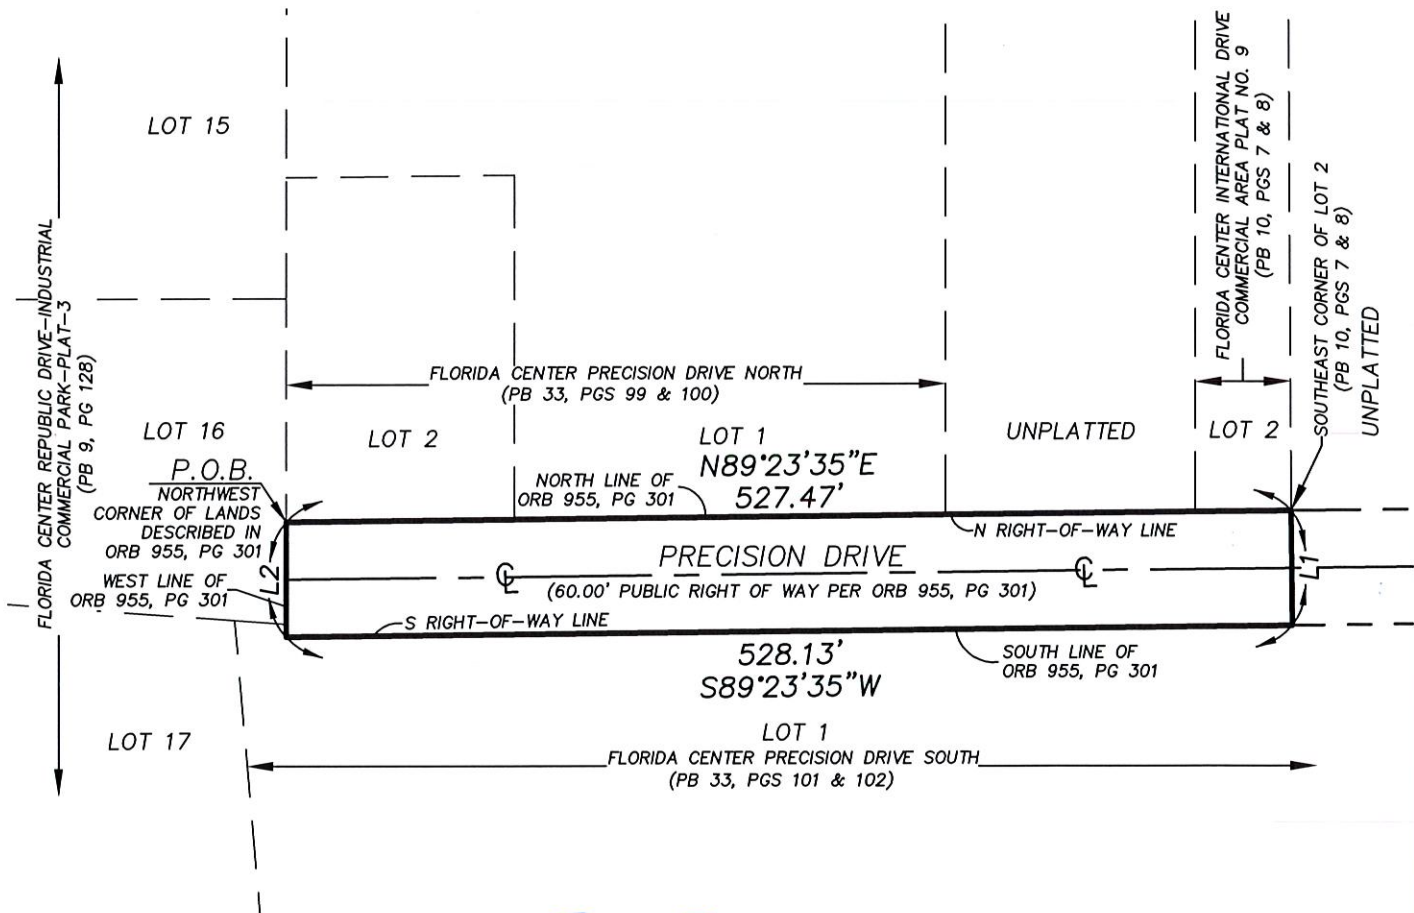 LOT 15
FLORIDA CENTER REPUBLIC DRIVE-INDUSTRIAL
COMMERCIAL PARK-PLAT-3
(PB 9, PG 128)
FLORIDA CENTER INTERNATIONAL DRIVE
COMMERCIAL AREA PLAT NO. 9
(PB 10, PGS 7 & 8)
SOUTHEAST CORNER OF LOT 2
(PB 10, PGS 7 & 8)
UNPLATTED
FLORIDA CENTER PRECISION DRIVE NORTH
(PB 33, PGS 99 & 100)
LOT 16
LOT 2
LOT 1
UNPLATTED
LOT 2
P.O.B.
NORTHWEST
CORNER OF LANDS
DESCRIBED IN
ORB 955, PG 301
NORTH LINE OF
ORB 955, PG 301
N89°23'35"E
527.47'
N RIGHT-OF-WAY LINE
WEST LINE OF
ORB 955, PG 301
L2
PRECISION DRIVE
(60.00' PUBLIC RIGHT OF WAY PER ORB 955, PG 301)
℄
℄
L1
S RIGHT-OF-WAY LINE
528.13'
S89°23'35"W
SOUTH LINE OF
ORB 955, PG 301
LOT 17
LOT 1
FLORIDA CENTER PRECISION DRIVE SOUTH
(PB 33, PGS 101 & 102)